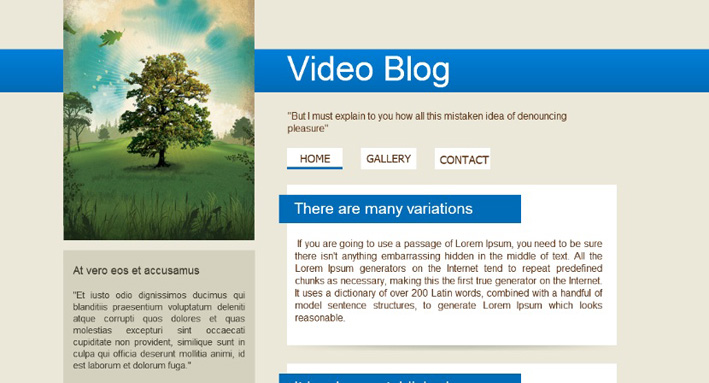 Video Blog
"But I must explain to you how all this mistaken idea of denouncing
pleasure"
HOME
GALLERY
CONTACT
There are many variations
If you are going to use a passage of Lorem Ipsum, you need to be sure
there isn't anything embarrassing hidden in the middle of text. All the
Lorem Ipsum generators on the Internet tend to repeat predefined
chunks as necessary, making this the first true generator on the Internet.
It uses a dictionary of over 200 Latin words, combined with a handful of
model sentence structures, to generate Lorem Ipsum which looks
reasonable.
At vero eos et accusamus
"Et iusto odio dignissimos ducimus qui
blanditiis praesentium voluptatum deleniti
atque corrupti quos dolores et quas
molestias excepturi sint occaecati
cupiditate non provident, similique sunt in
culpa qui officia deserunt mollitia animi, id
est laborum et dolorum fuga."